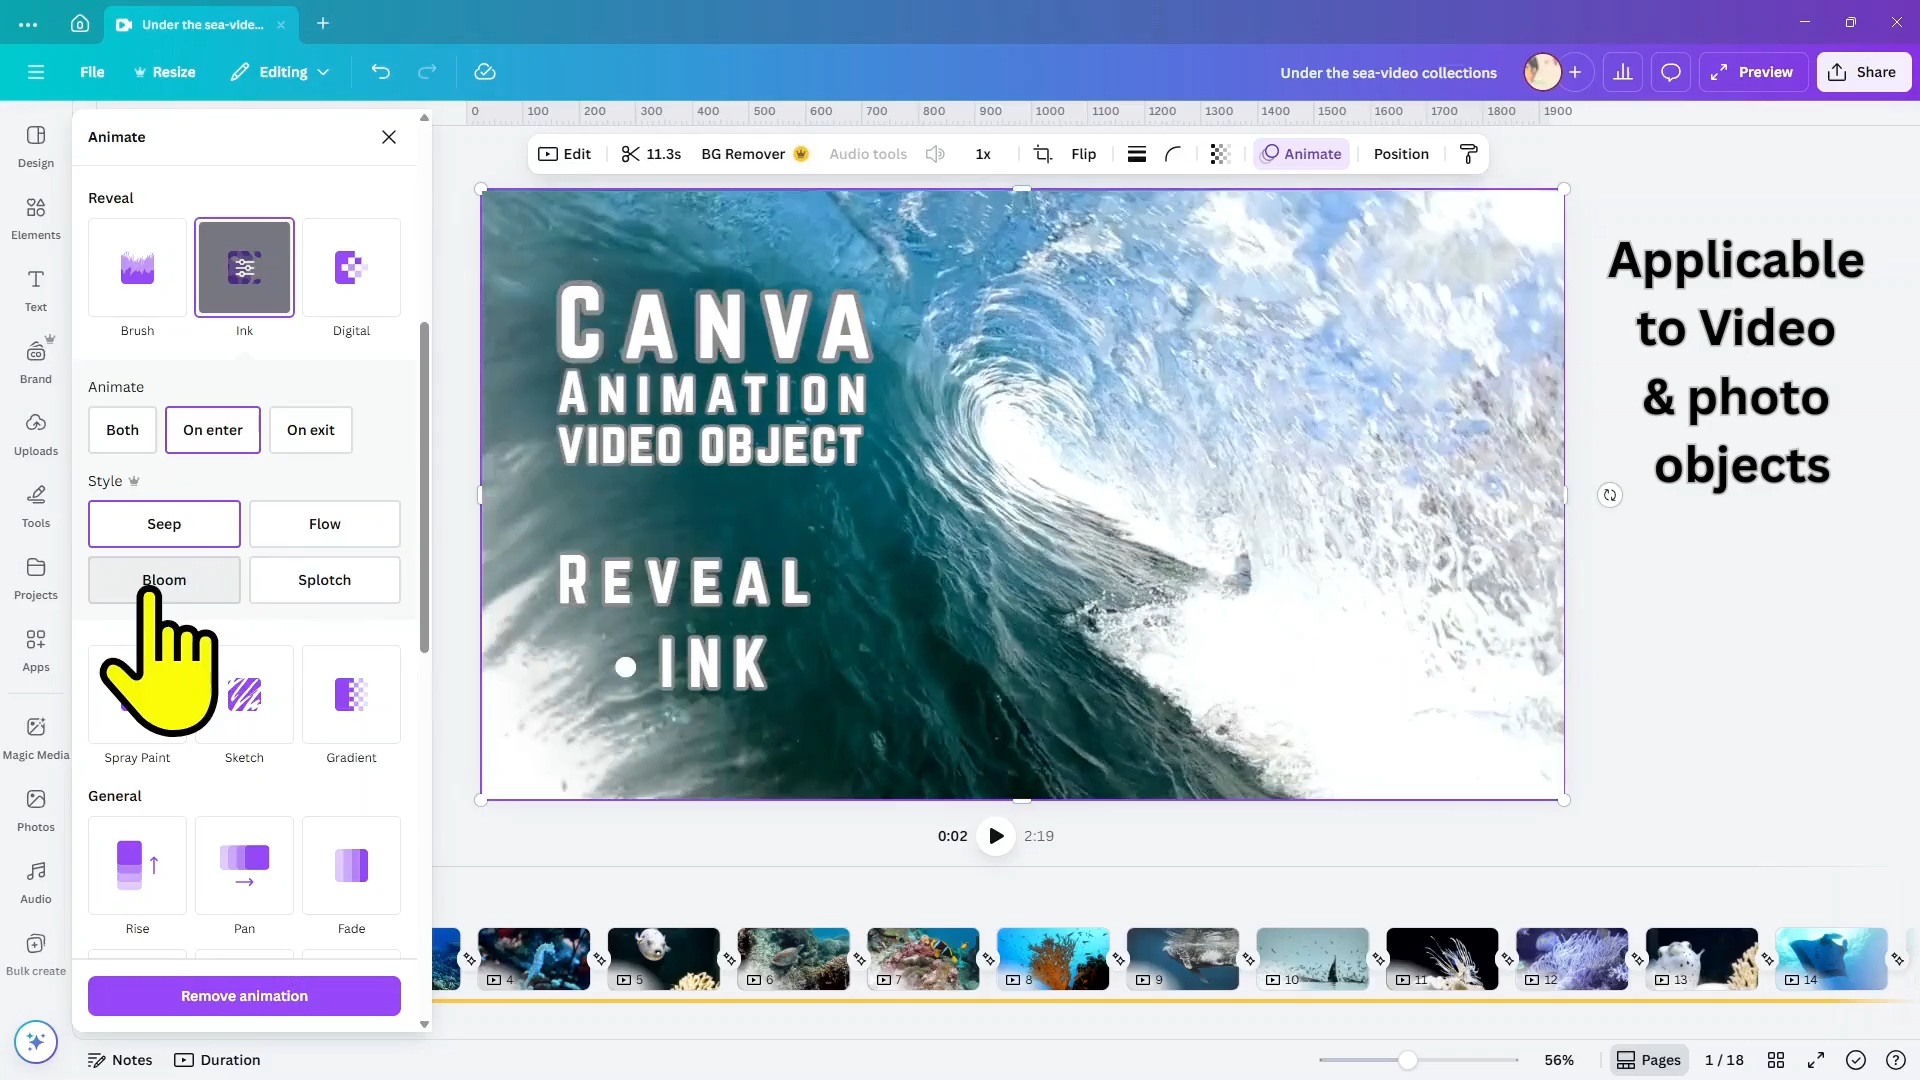 Under the sea-vide...
File
Resize
Editing
Under the sea-video collections
Preview
Share
0 100 200 300 400 500 600 700 800 900 1000 1100 1200 1300 1400 1500 1600 1700 1800 1900
Design
Elements
Text
Brand
Uploads
Tools
Projects
Apps
Magic Media
Photos
Audio
Bulk create
Animate
Reveal
Brush
Ink
Digital
Animate
Both
On enter
On exit
Style
Seep
Flow
Bloom
Splotch
Spray Paint
Sketch
Gradient
General
Rise
Pan
Fade
Remove animation
Edit
11.3s
BG Remover
Audio tools
1x
Flip
Animate
Position
CANVA
ANIMATION
VIDEO OBJECT
REVEAL
• INK
Applicable
to Video
& photo
objects
0:02
2:19
4
5
6
7
8
9
10
11
12
13
14
Notes
Duration
56%
Pages
1 / 18